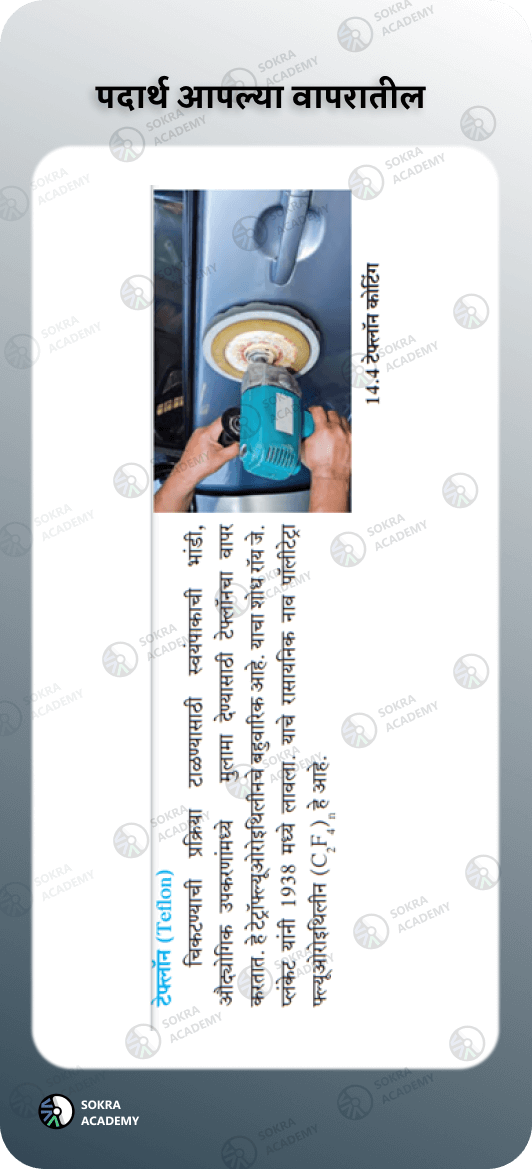 पदार्थ आपल्या वापरातील
टेफ्लॉन (Teflon)
चिकटण्याची प्रक्रिया टाळण्यासाठी स्वयंपाकाची भांडी,
औद्योगिक उपकरणांमध्ये मुलामा देण्यासाठी टेफ्लॉनचा वापर
करतात. हे टेट्राफ्ल्यूओरोइथिलीनचे बहुवारिक आहे. याचा शोध रॉय जे.
प्लंकेट यांनी 1938 मध्ये लावला. याचे रासायनिक नाव पॉलीटेट्रा
फ्ल्यूओरोइथिलीन (C₂F₄)ₙ हे आहे.
14.4 टेफ्लॉन कोटिंग
SOKRA
ACADEMY